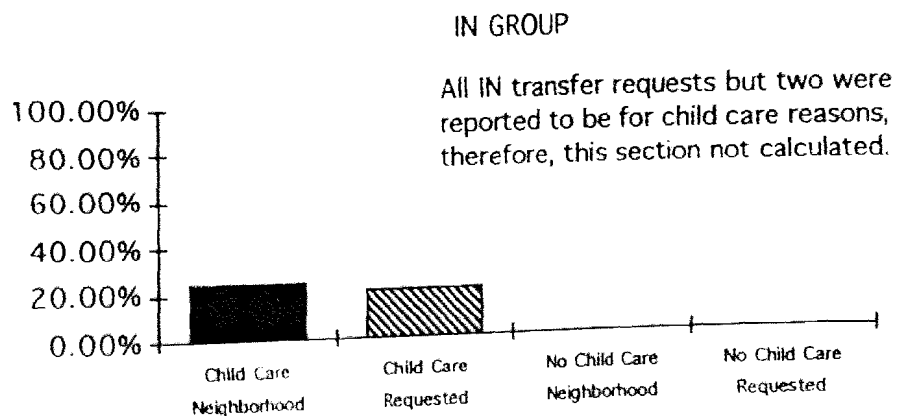 IN GROUP
All IN transfer requests but two were
reported to be for child care reasons,
therefore, this section not calculated.
100.00%
80.00%
60.00%
40.00%
20.00%
0.00%
Child Care
Neighborhood
Child Care
Requested
No Child Care
Neighborhood
No Child Care
Requested